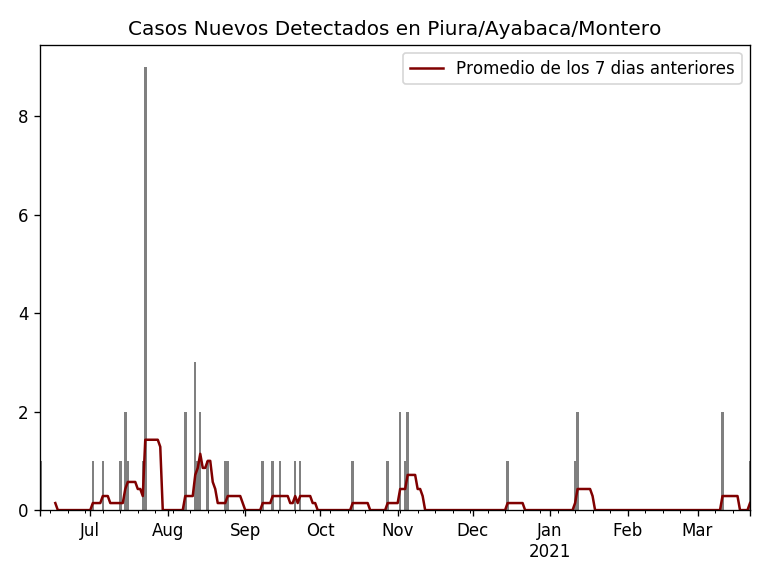 Casos Nuevos Detectados en Piura/Ayabaca/Montero
Promedio de los 7 dias anteriores
8
6
4
2
0
Jul Aug Sep Oct Nov Dec Jan Feb Mar
2021